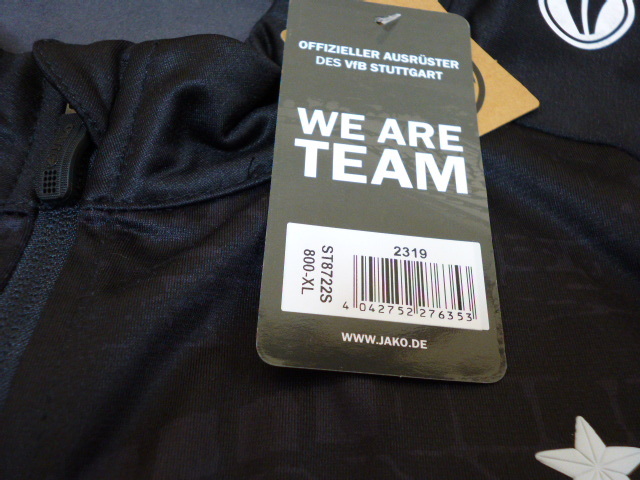 OFFIZIELLER AUSRÜSTER
DES VfB STUTTGART
WE ARE
TEAM
2319
ST8722S
800-XL
4 042752 276353
WWW.JAKO.DE